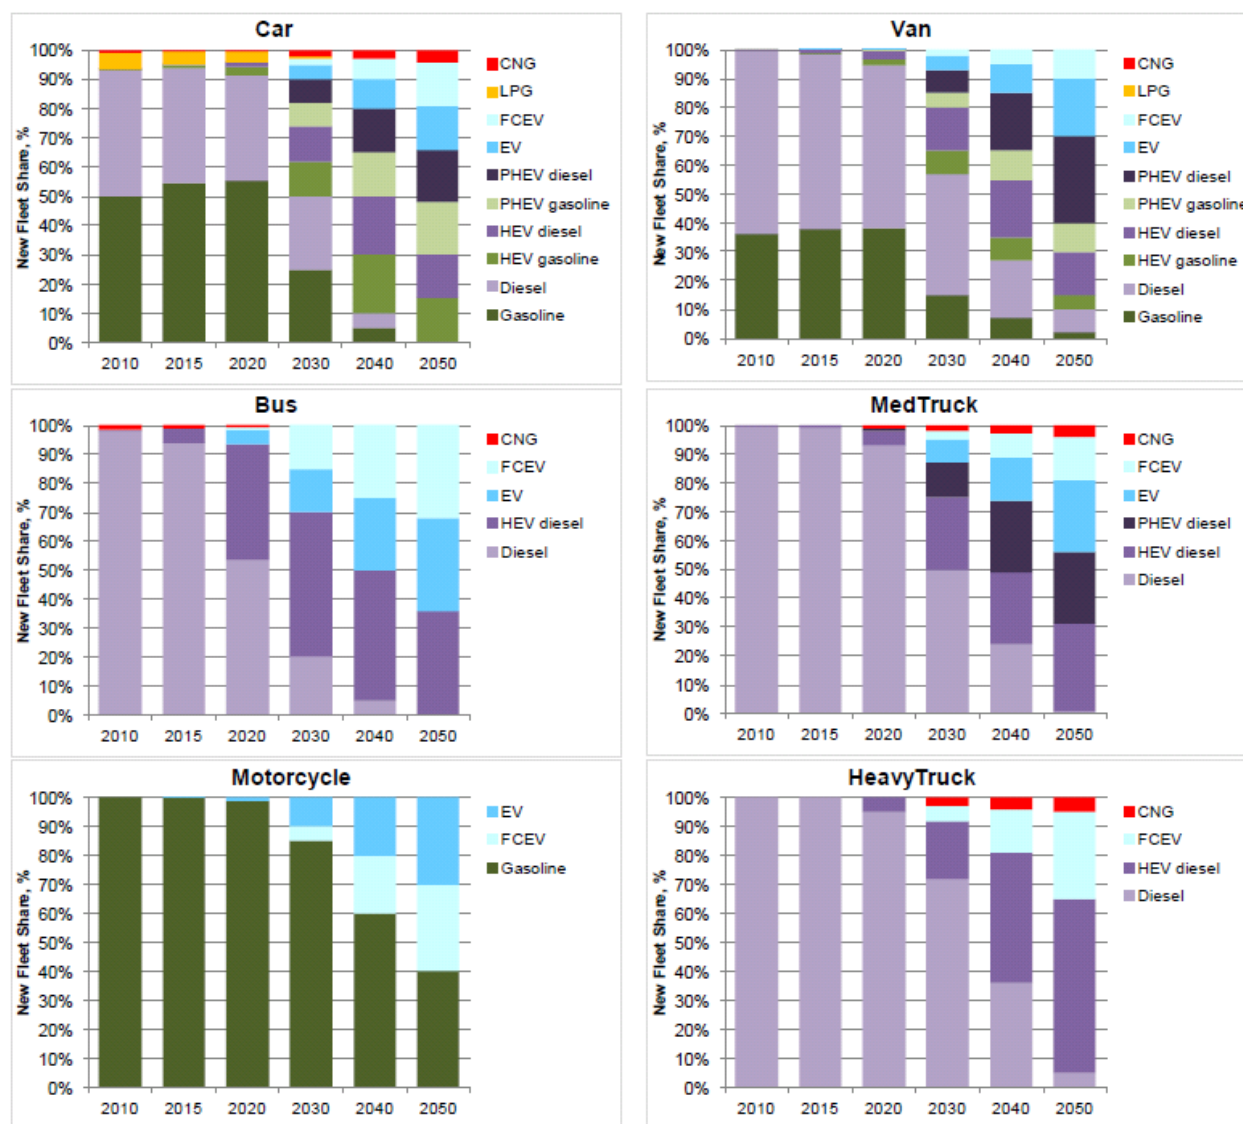 Car
New Fleet Share, %
100%
90%
80%
70%
60%
50%
40%
30%
20%
10%
0%
2010 2015 2020 2030 2040 2050
CNG
LPG
FCEV
EV
PHEV diesel
PHEV gasoline
HEV diesel
HEV gasoline
Diesel
Gasoline
Van
New Fleet Share, %
100%
90%
80%
70%
60%
50%
40%
30%
20%
10%
0%
2010 2015 2020 2030 2040 2050
CNG
LPG
FCEV
EV
PHEV diesel
PHEV gasoline
HEV diesel
HEV gasoline
Diesel
Gasoline
Bus
New Fleet Share, %
100%
90%
80%
70%
60%
50%
40%
30%
20%
10%
0%
2010 2015 2020 2030 2040 2050
CNG
FCEV
EV
HEV diesel
Diesel
MedTruck
New Fleet Share, %
100%
90%
80%
70%
60%
50%
40%
30%
20%
10%
0%
2010 2015 2020 2030 2040 2050
CNG
FCEV
EV
PHEV diesel
HEV diesel
Diesel
Motorcycle
New Fleet Share, %
100%
90%
80%
70%
60%
50%
40%
30%
20%
10%
0%
2010 2015 2020 2030 2040 2050
EV
FCEV
Gasoline
HeavyTruck
New Fleet Share, %
100%
90%
80%
70%
60%
50%
40%
30%
20%
10%
0%
2010 2015 2020 2030 2040 2050
CNG
FCEV
HEV diesel
Diesel